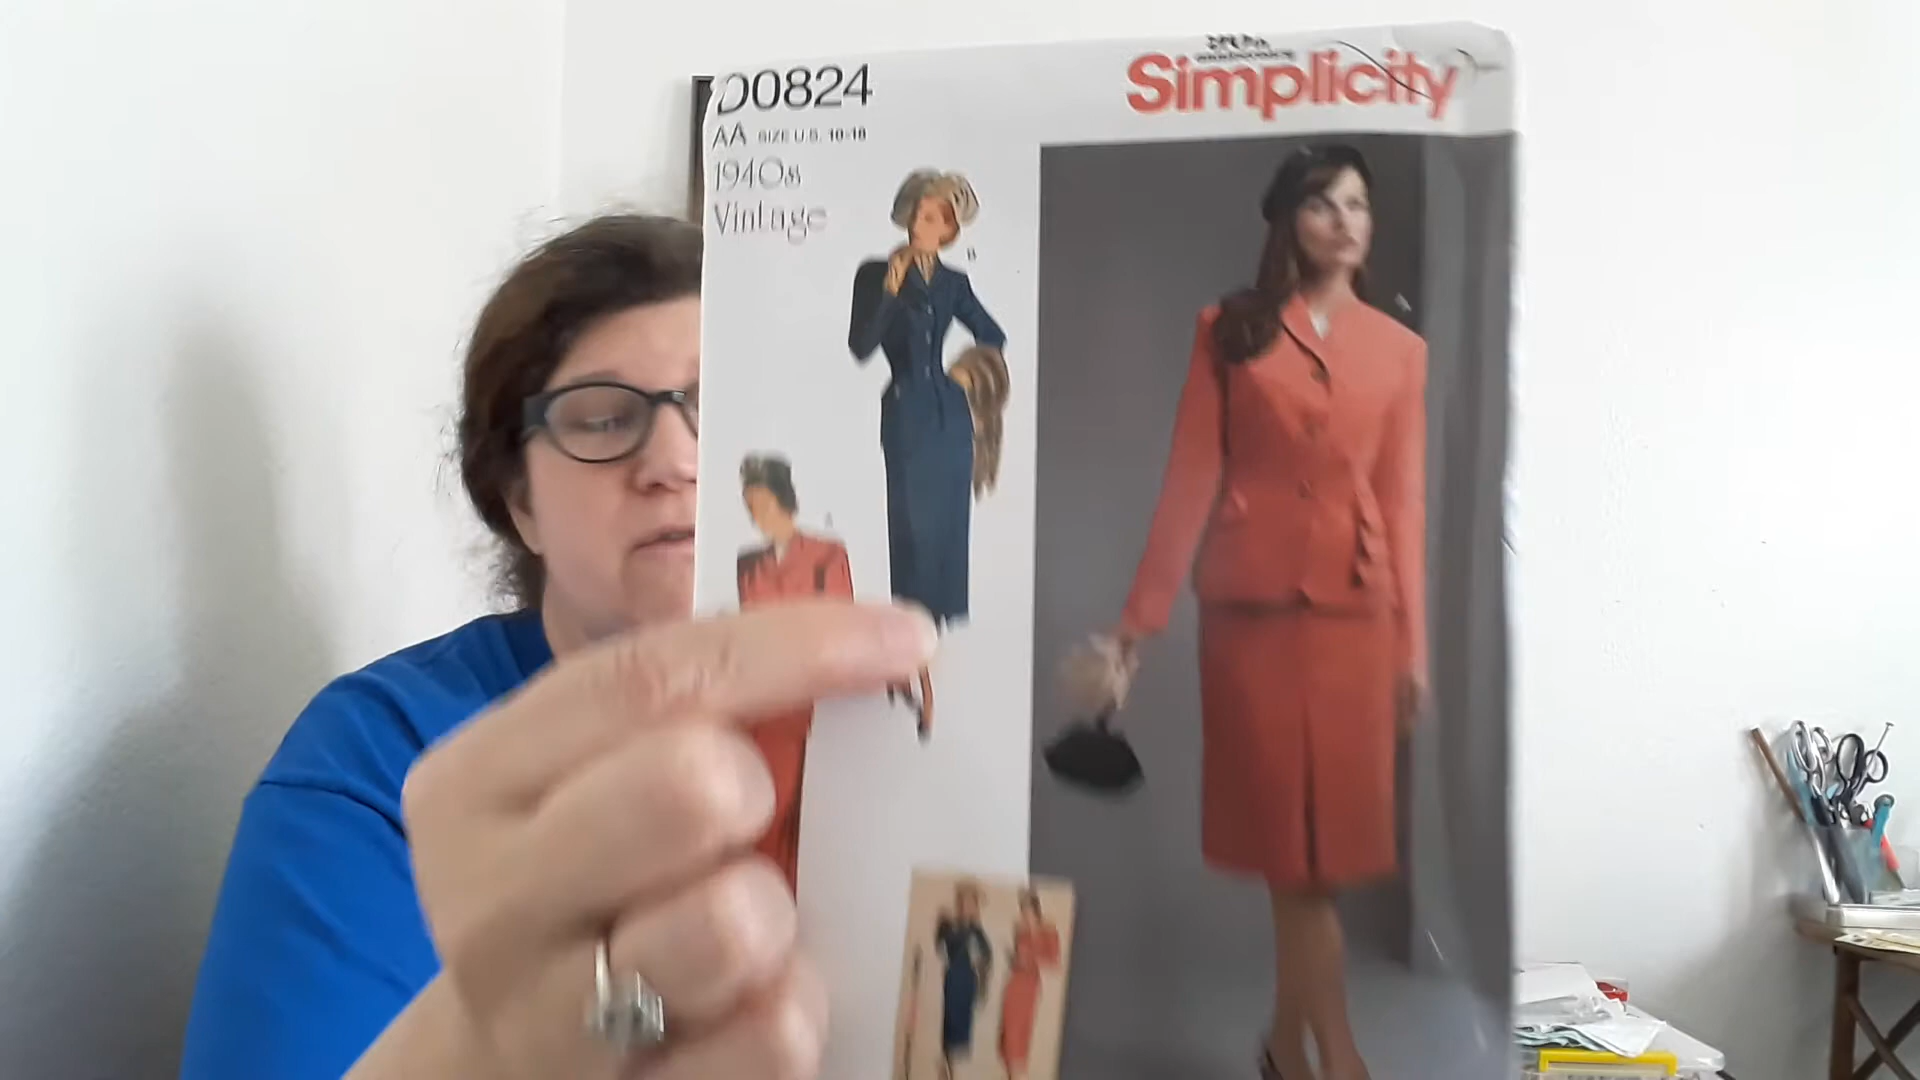 D0824
AA SIZE U.S. 10-18
1940s
Vintage
Simplicity
B
A